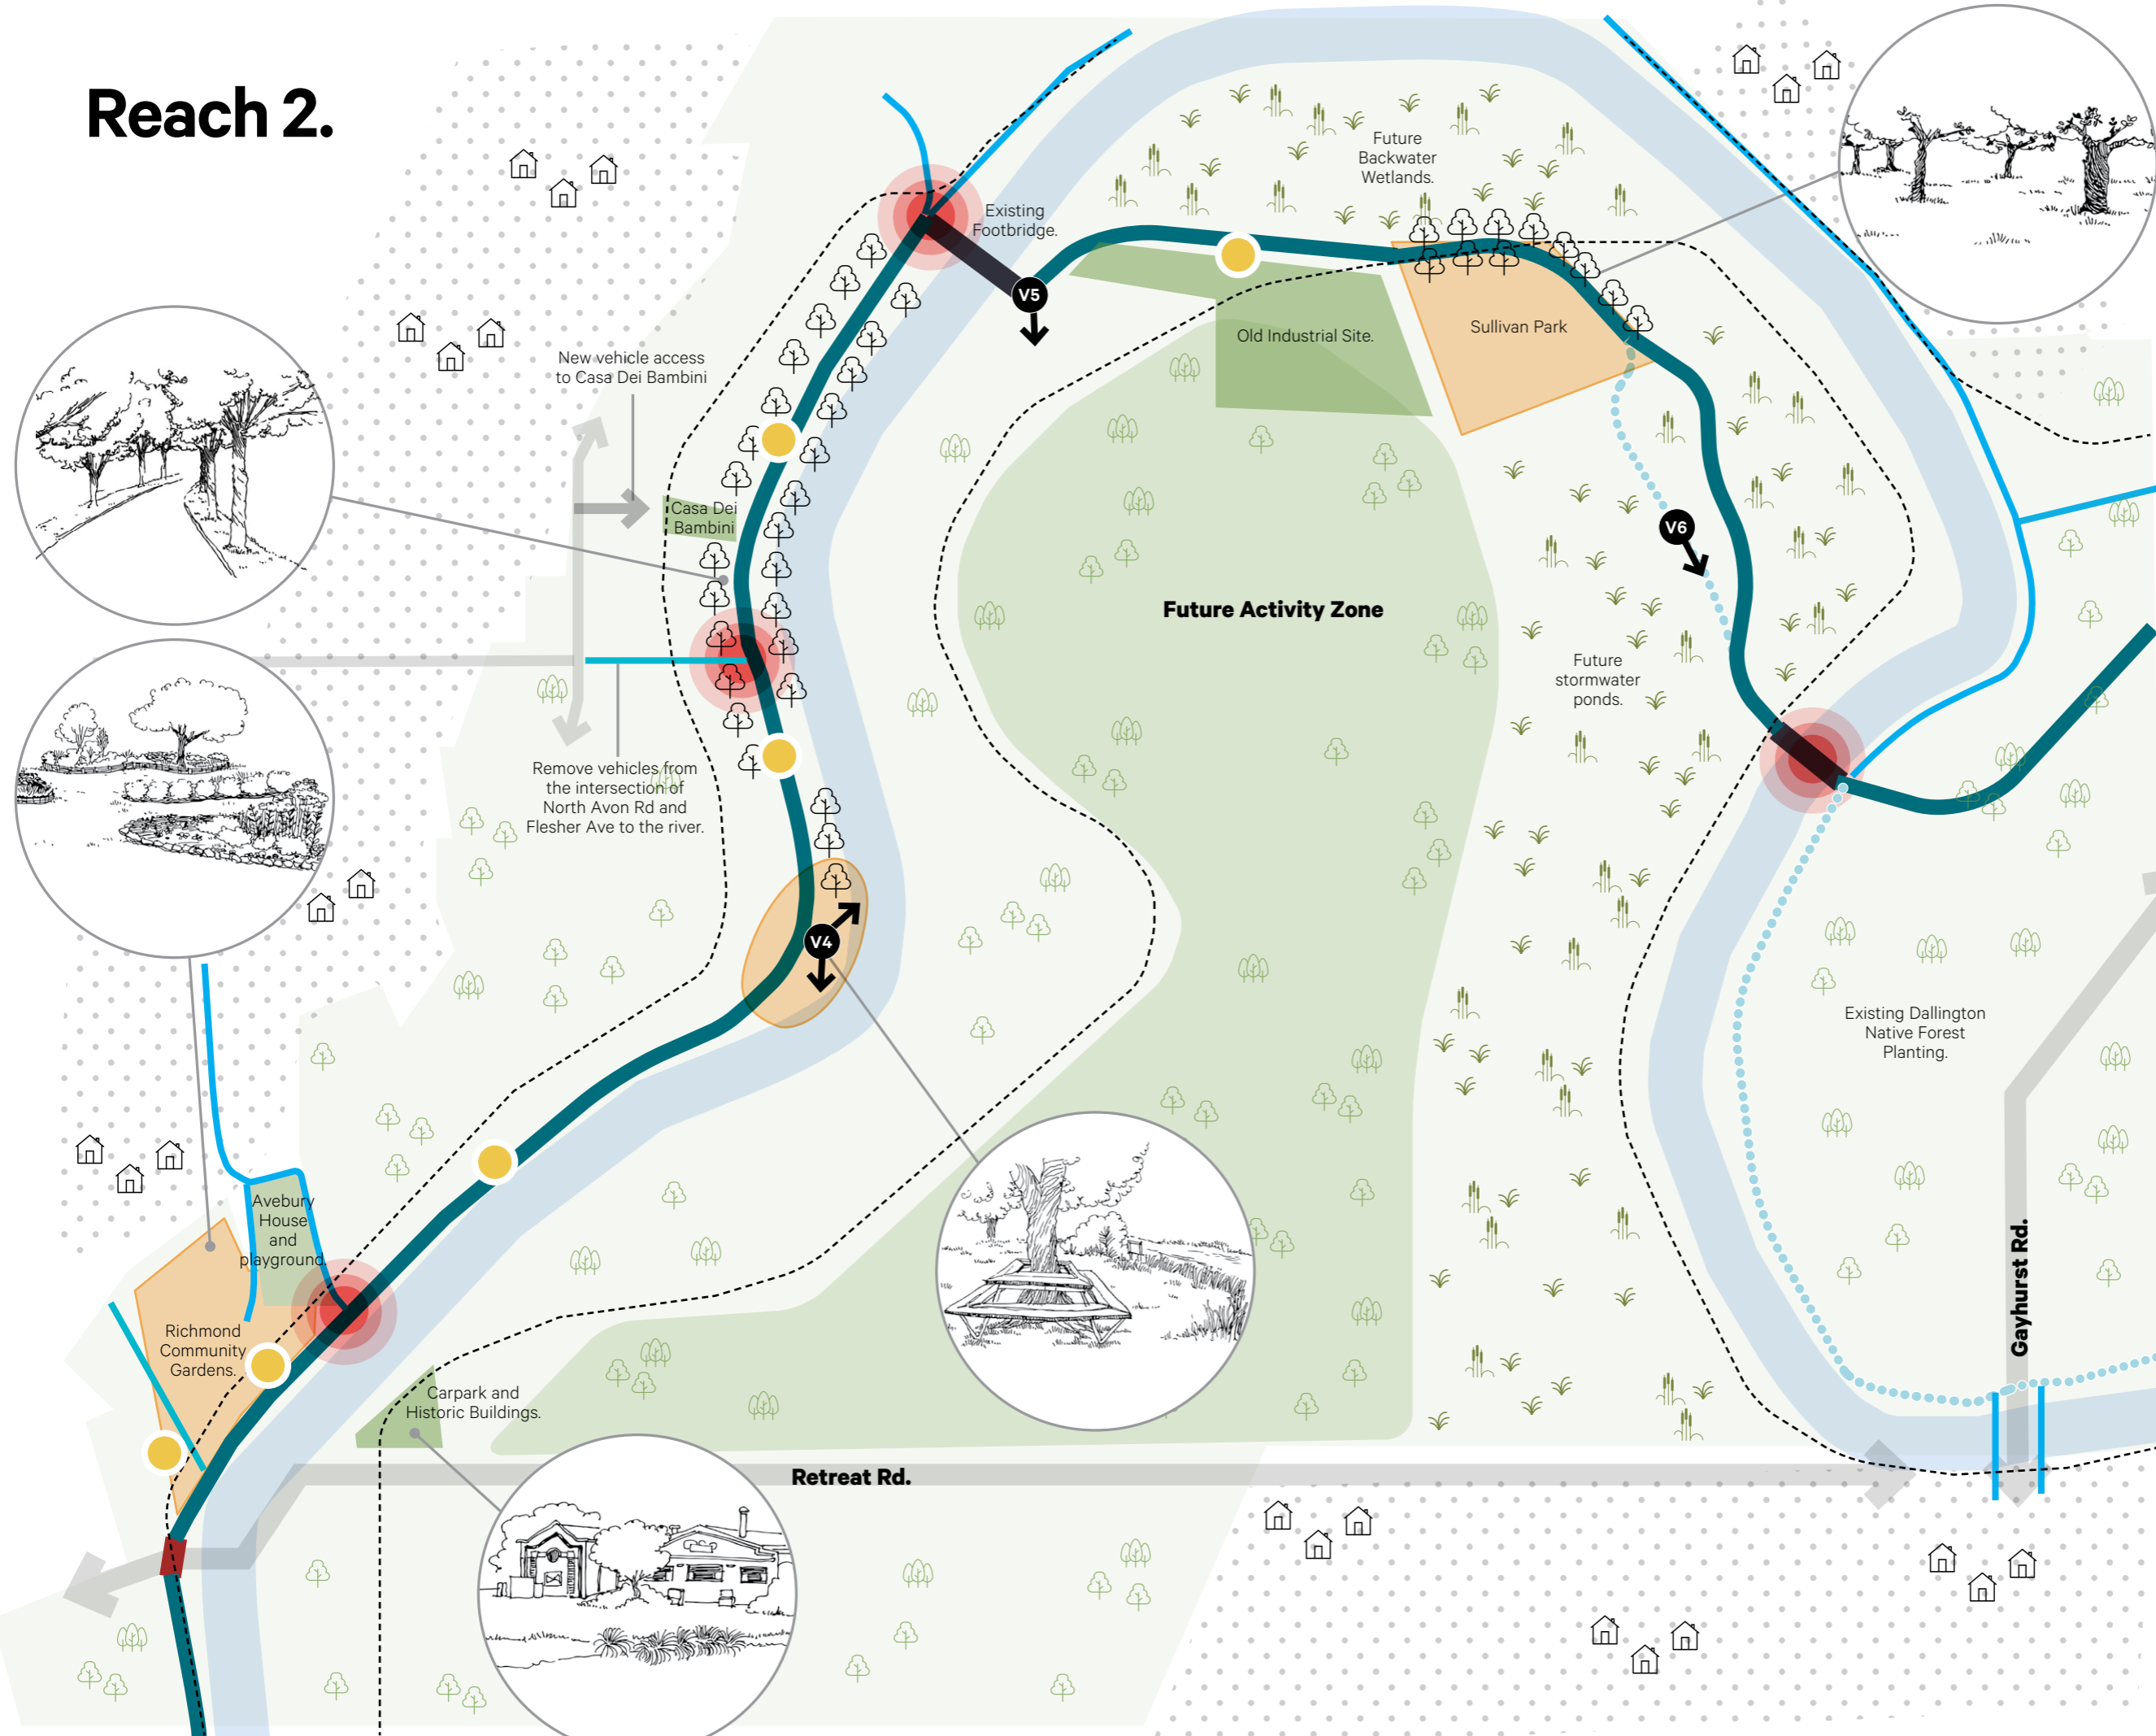 Reach 2.
Existing
Footbridge.
Future
Backwater
Wetlands.
V5
Old Industrial Site.
Sullivan Park
New vehicle access
to Casa Dei Bambini
Casa Dei
Bambini
V6
Future Activity Zone
Future
stormwater
ponds.
Remove vehicles from
the intersection of
North Avon Rd and
Flesher Ave to the river.
V4
Existing Dallington
Native Forest
Planting.
Avebury
House
and
playground.
Richmond
Community
Gardens.
Carpark and
Historic Buildings.
Gayhurst Rd.
Retreat Rd.